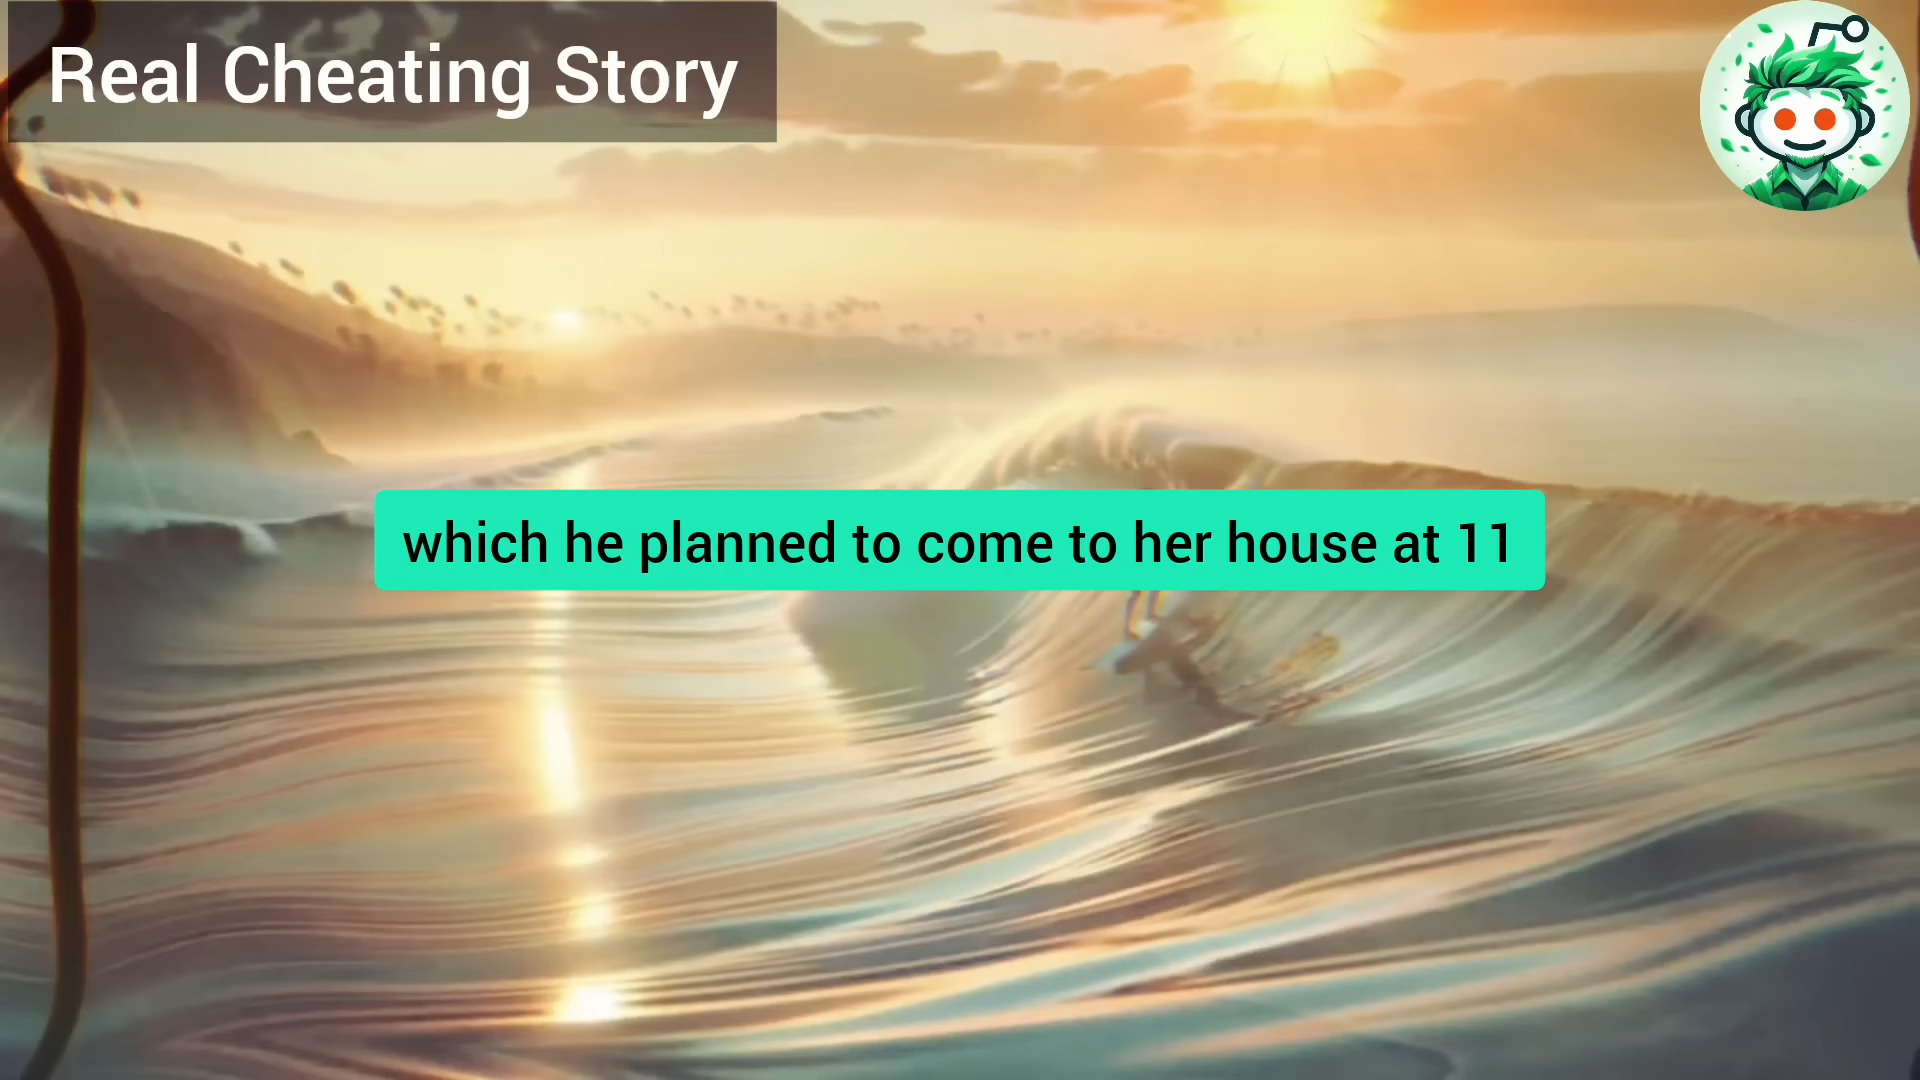 Real Cheating Story
which he planned to come to her house at 11